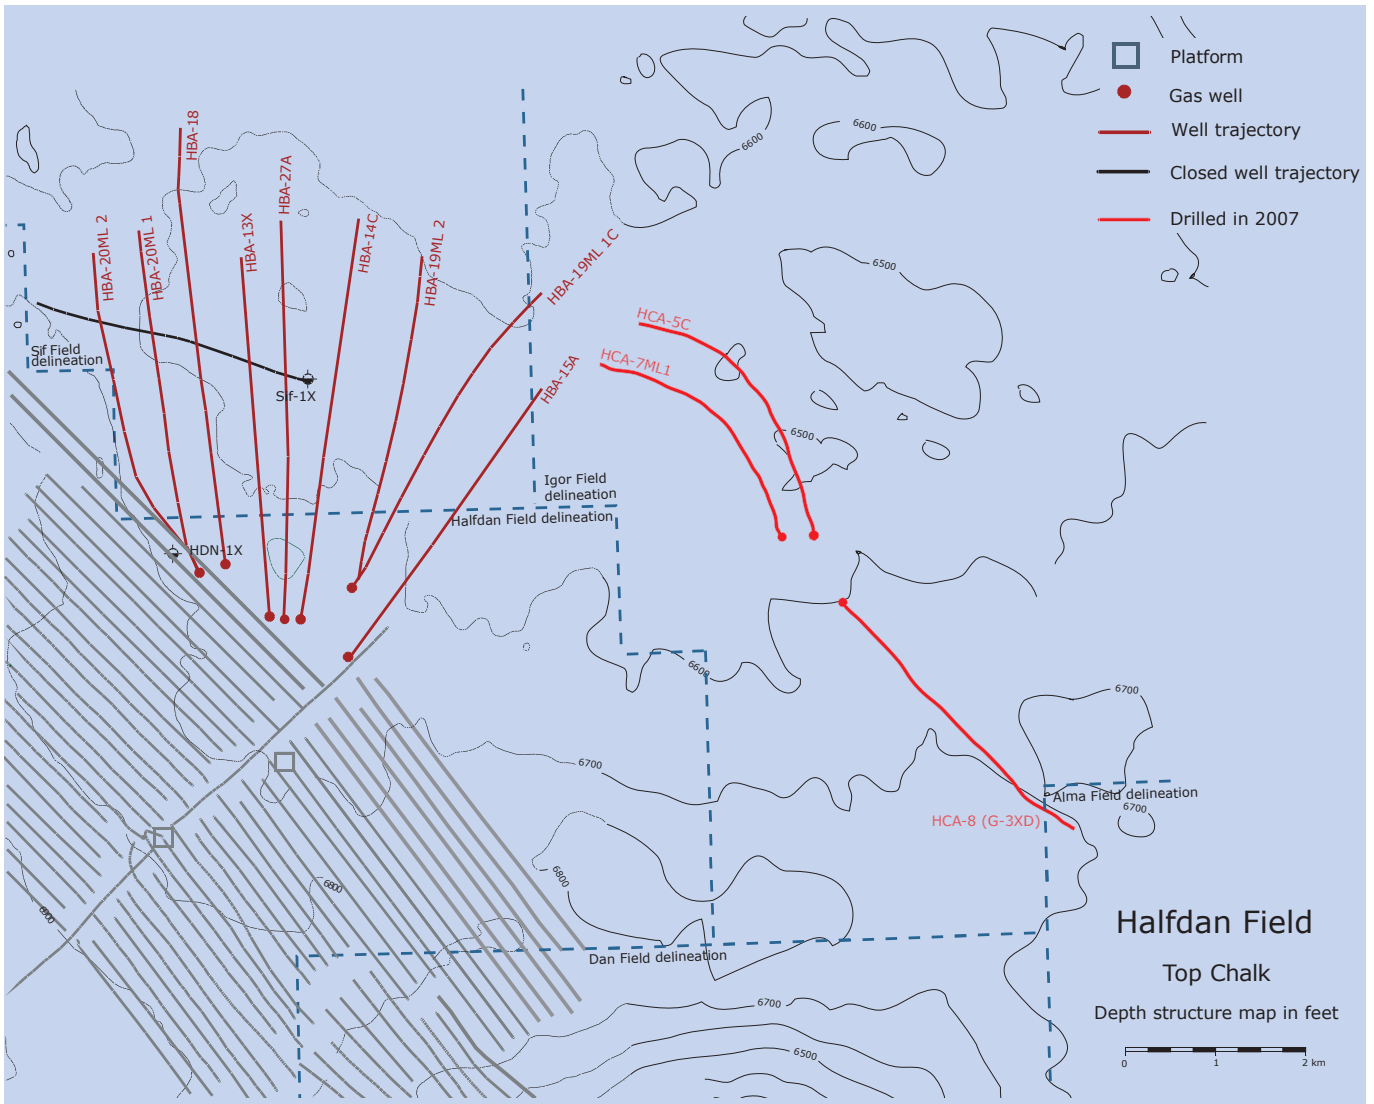 Platform
Gas well
Well trajectory
Closed well trajectory
Drilled in 2007
HBA-18
HBA-27A
HBA-20ML 2
HBA-20ML 1
HBA-13X
HBA-14C
HBA-19ML 2
HBA-19ML 1C
HBA-15A
6600
6600
6500
HCA-5C
HCA-7ML1
Sif Field
delineation
Sif-1X
6500
Igor Field
delineation
Halfdan Field delineation
HDN-1X
6600
6700
6700
Alma Field delineation
6700
HCA-8 (G-3XD)
6800
6800
6900
Dan Field delineation
6700
6500
Halfdan Field
Top Chalk
Depth structure map in feet
0 1 2 km